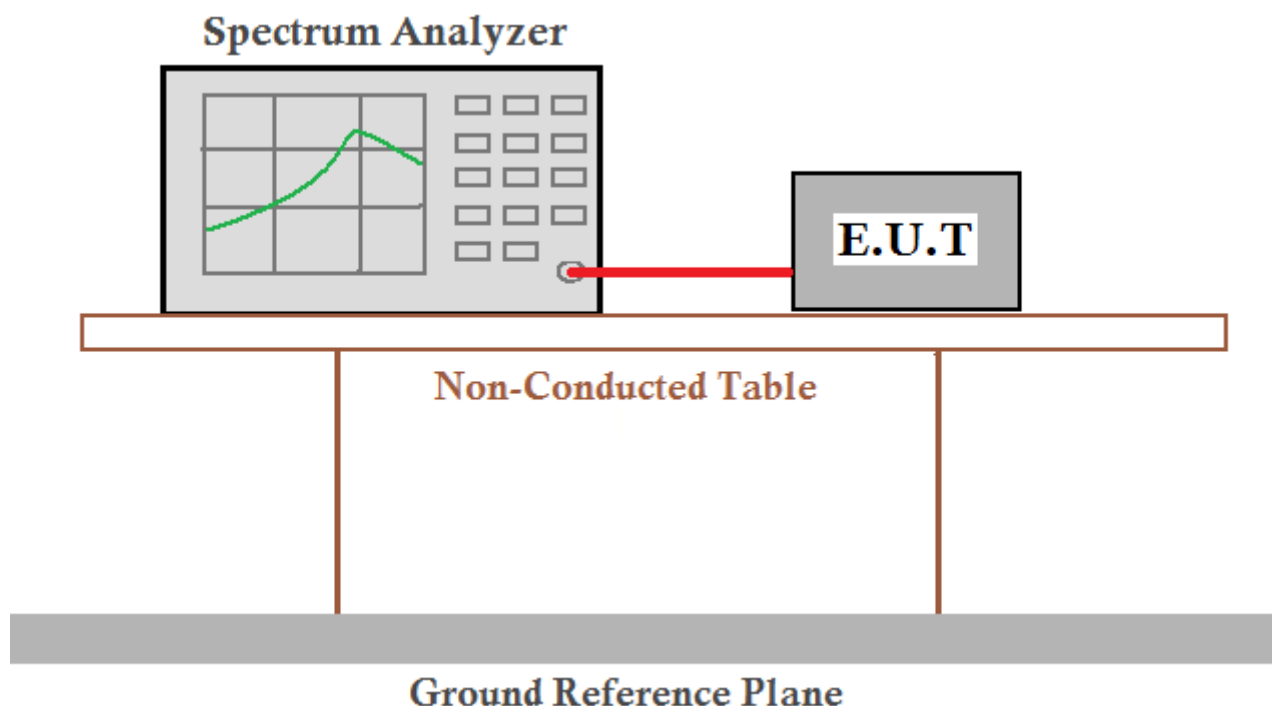 Spectrum Analyzer
E.U.T
Non-Conducted Table
Ground Reference Plane